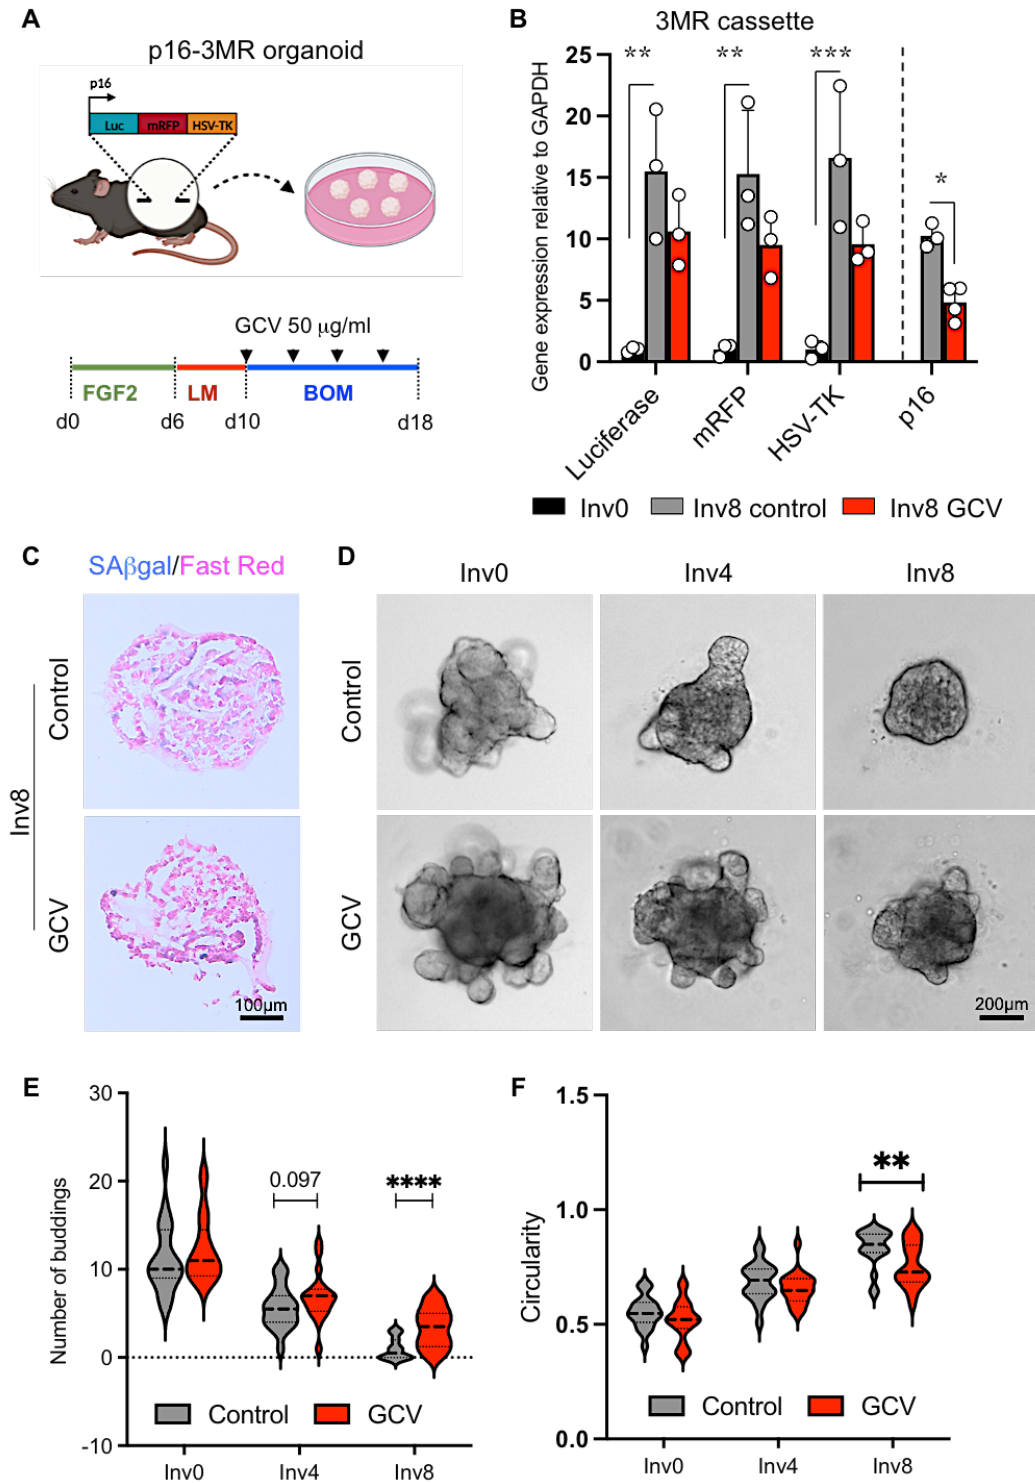 A
p16-3MR organoid
p16
Luc mRFP HSV-TK
GCV 50 μg/ml
FGF2 LM BOM
d0 d6 d10 d18
B
3MR cassette
Gene expression relative to GAPDH
25
20
15
10
5
0
** ** *** *
Luciferase mRFP HSV-TK p16
Inv0 Inv8 control Inv8 GCV
C
SAβgal/Fast Red
Inv8
Control
GCV
100μm
D
Inv0 Inv4 Inv8
Control
GCV
200μm
E
Number of buddings
30
20
10
0
-10
0.097 ****
Control GCV
Inv0 Inv4 Inv8
F
Circularity
1.5
1.0
0.5
0.0
**
Control GCV
Inv0 Inv4 Inv8